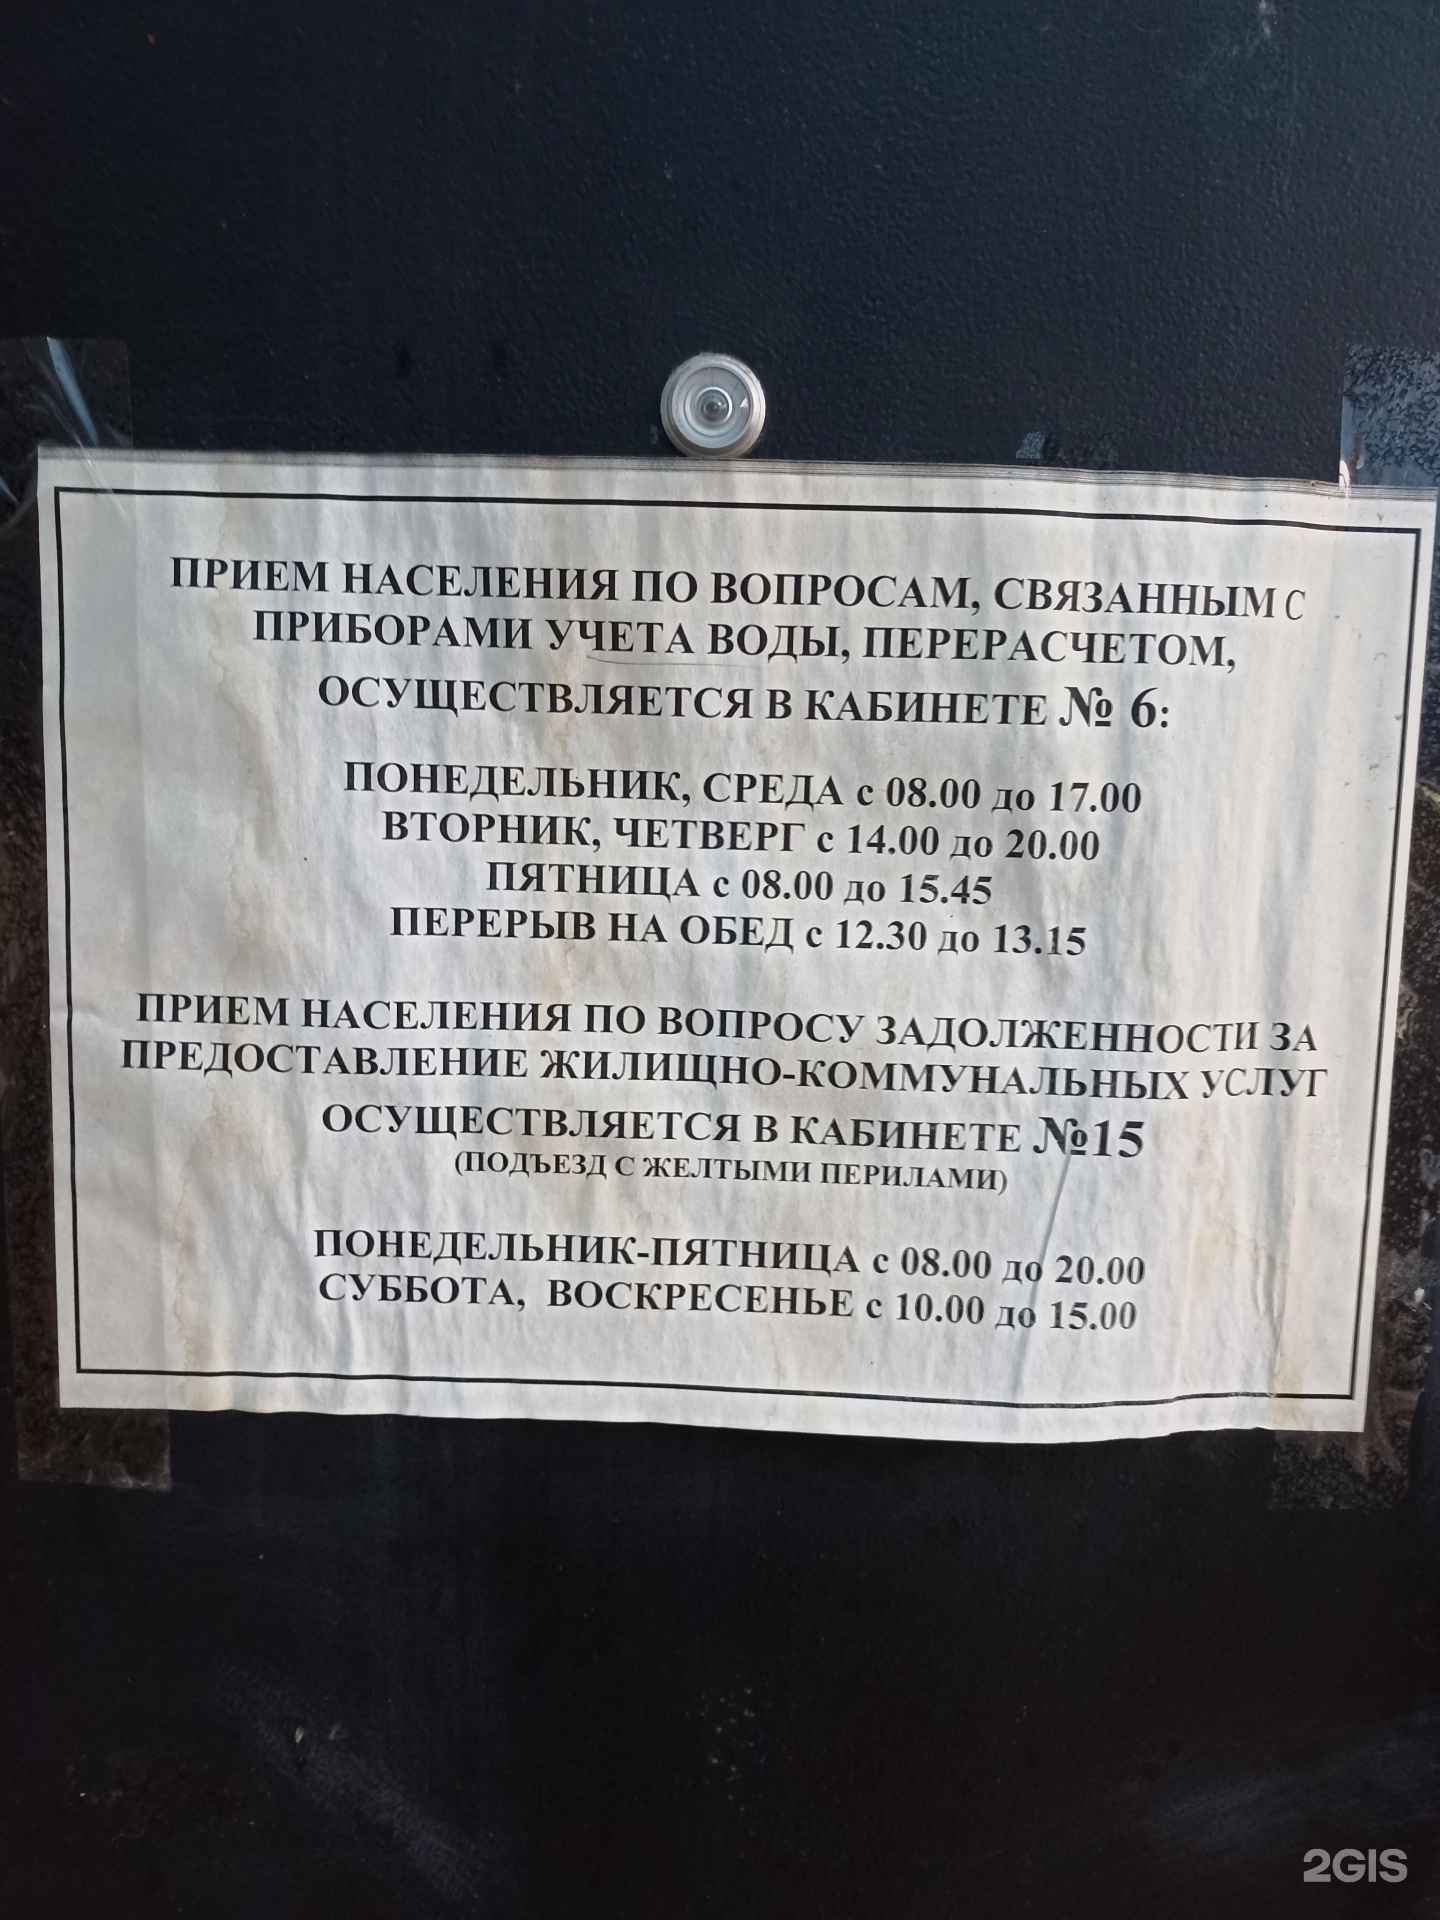 ПРИЕМ НАСЕЛЕНИЯ ПО ВОПРОСАМ, СВЯЗАННЫМ С
ПРИБОРАМИ УЧЕТА ВОДЫ, ПЕРЕРАСЧЕТОМ,
ОСУЩЕСТВЛЯЕТСЯ В КАБИНЕТЕ № 6:
ПОНЕДЕЛЬНИК, СРЕДА с 08.00 до 17.00
ВТОРНИК, ЧЕТВЕРГ с 14.00 до 20.00
ПЯТНИЦА с 08.00 до 15.45
ПЕРЕРЫВ НА ОБЕД с 12.30 до 13.15
ПРИЕМ НАСЕЛЕНИЯ ПО ВОПРОСУ ЗАДОЛЖЕННОСТИ ЗА
ПРЕДОСТАВЛЕНИЕ ЖИЛИЩНО-КОММУНАЛЬНЫХ УСЛУГ
ОСУЩЕСТВЛЯЕТСЯ В КАБИНЕТЕ №15
(ПОДЪЕЗД С ЖЕЛТЫМИ ПЕРИЛАМИ)
ПОНЕДЕЛЬНИК-ПЯТНИЦА с 08.00 до 20.00
СУББОТА, ВОСКРЕСЕНЬЕ с 10.00 до 15.00
2GIS